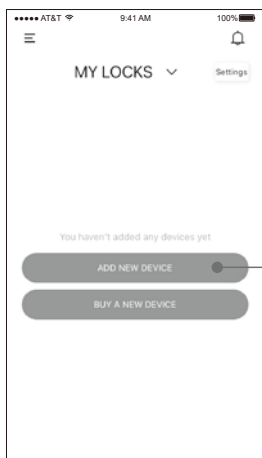 AT&T 9:41 AM 100%
MY LOCKS
Settings
You haven't added any devices yet
ADD NEW DEVICE
BUY A NEW DEVICE